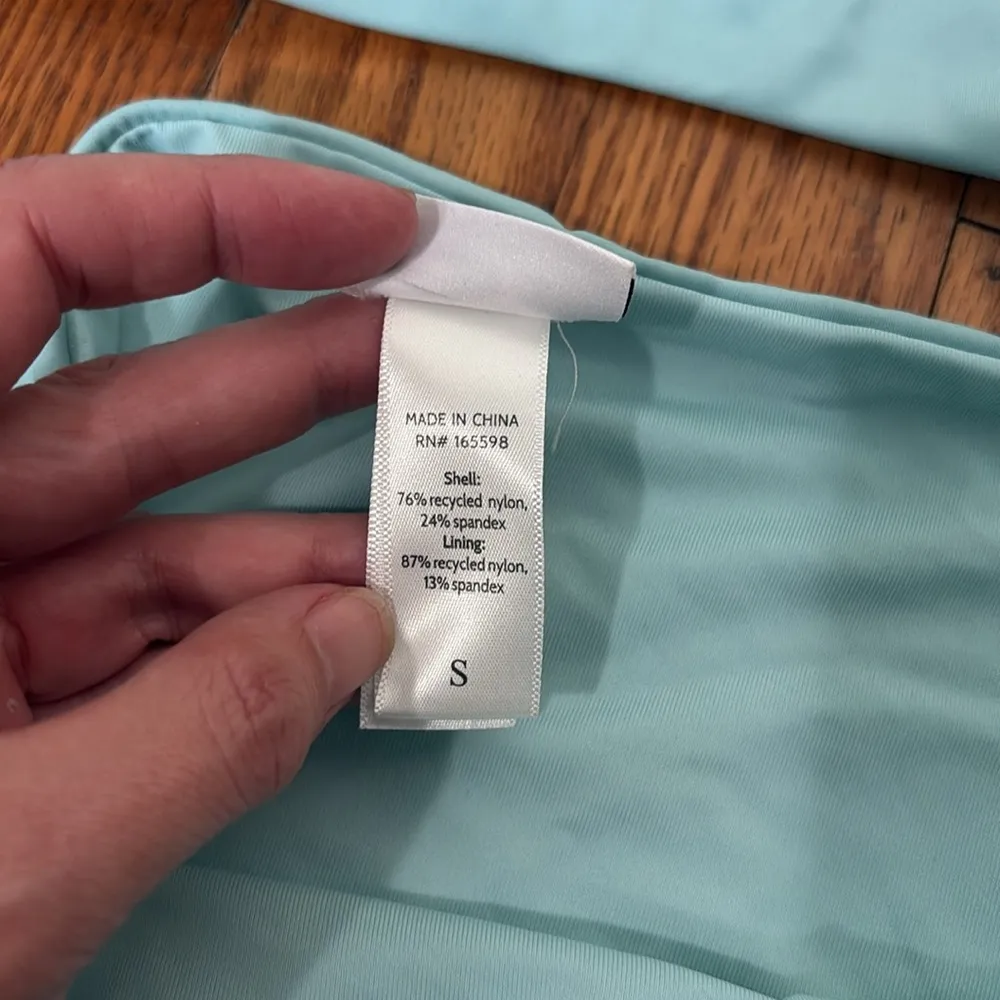 MADE IN CHINA
RN# 165598
Shell:
76% recycled nylon,
24% spandex
Lining:
87% recycled nylon,
13% spandex
S